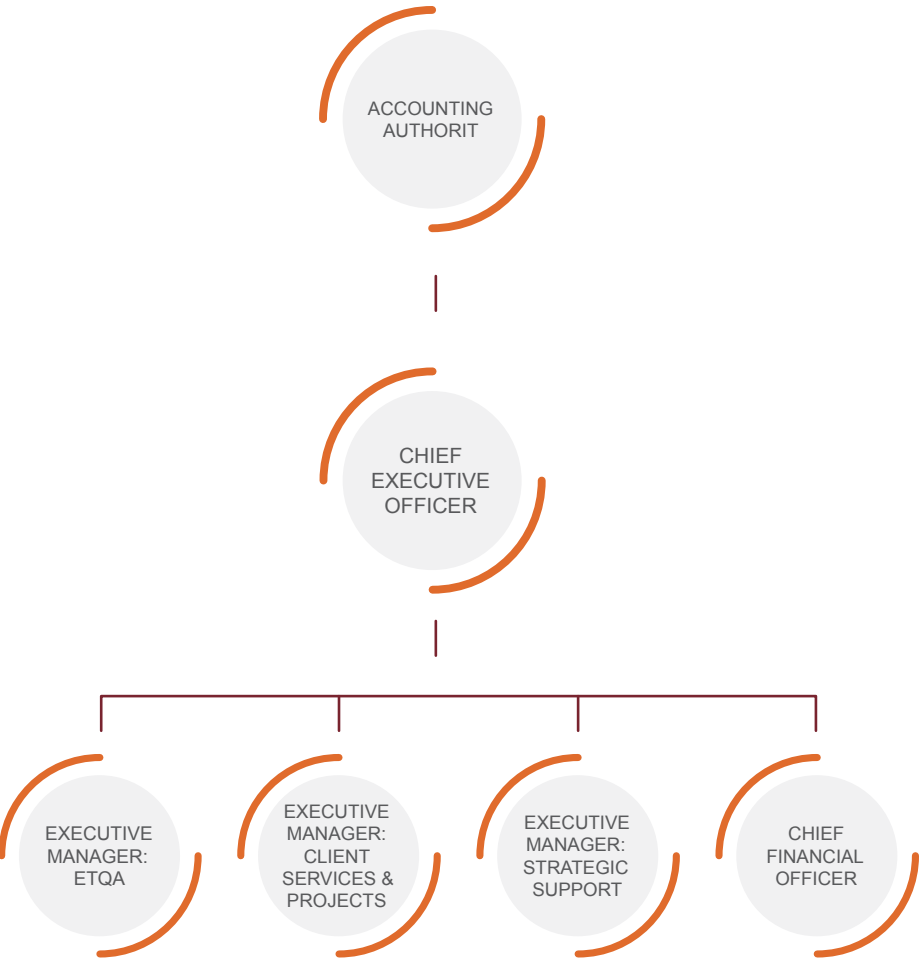 ACCOUNTING
AUTHORIT
CHIEF
EXECUTIVE
OFFICER
EXECUTIVE
MANAGER:
ETQA
EXECUTIVE
MANAGER:
CLIENT
SERVICES &
PROJECTS
EXECUTIVE
MANAGER:
STRATEGIC
SUPPORT
CHIEF
FINANCIAL
OFFICER